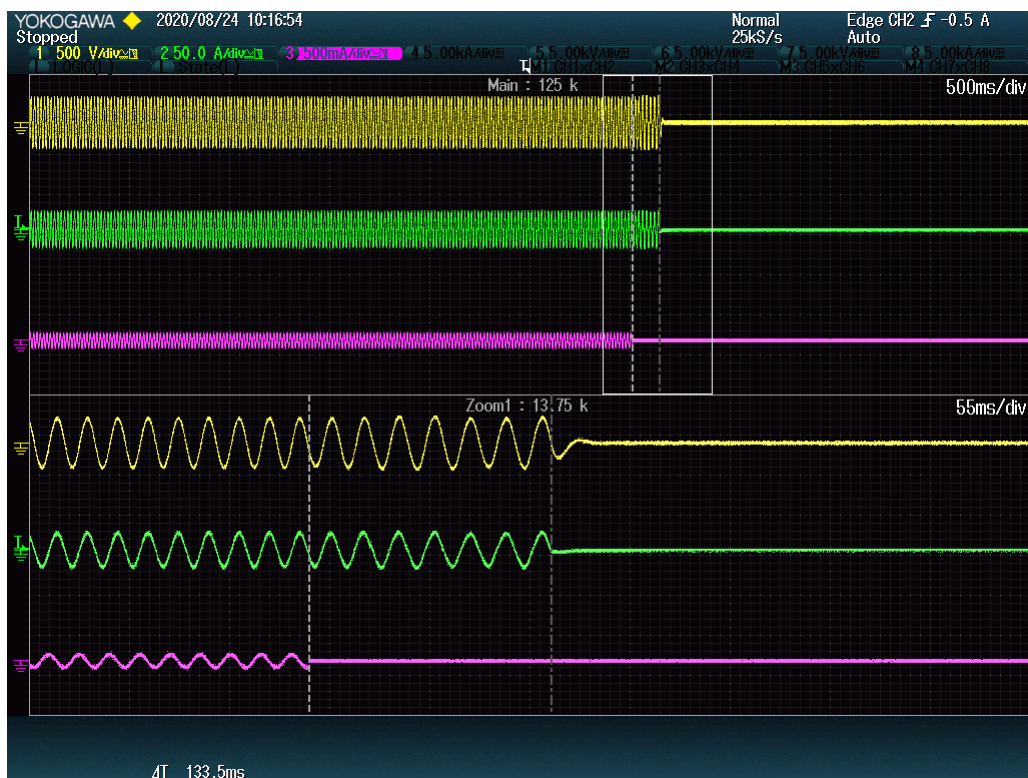 YOKOGAWA 2020/08/24 10:16:54 Normal Edge CH2 -0.5 A
Stopped 25kS/s Auto
1 500 V/div 2 50.0 A/div 3 500mA/div 4 5.00kA/div 5 5.00kV/div 6 5.00kA/div 7 5.00kV/div 8 5.00kA/div
LOGIC( ) State( ) M1 CH1xCH2 M2 CH3xCH4 M3 CH5xCH6 M4 CH7xCH8
Main : 125 k 500ms/div
T
Zoom1 : 13.75 k 55ms/div
T
ΔT 133.5ms